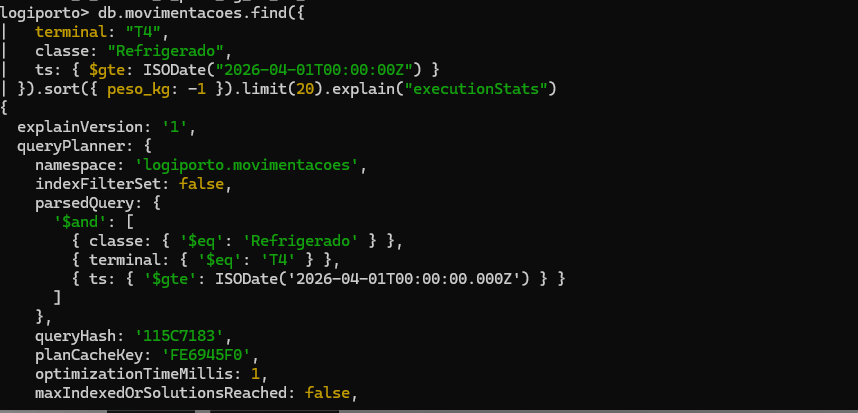 logiporto> db.movimentacoes.find({
|   terminal: "T4",
|   classe: "Refrigerado",
|   ts: { $gte: ISODate("2026-04-01T00:00:00Z") }
| }).sort({ peso_kg: -1 }).limit(20).explain("executionStats")
{
  explainVersion: '1',
  queryPlanner: {
    namespace: 'logiporto.movimentacoes',
    indexFilterSet: false,
    parsedQuery: {
      '$and': [
        { classe: { '$eq': 'Refrigerado' } },
        { terminal: { '$eq': 'T4' } },
        { ts: { '$gte': ISODate('2026-04-01T00:00:00.000Z') } }
      ]
    },
    queryHash: '115C7183',
    planCacheKey: 'FE6945F0',
    optimizationTimeMillis: 1,
    maxIndexedOrSolutionsReached: false,